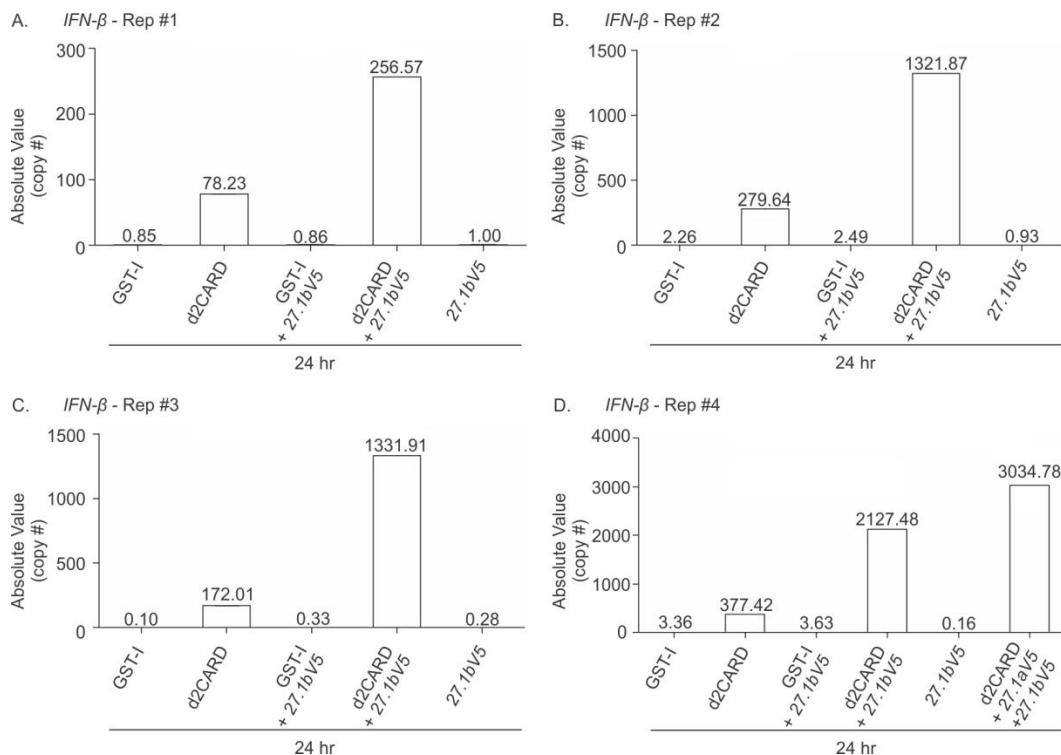 A. IFN-β - Rep #1
Absolute Value
(copy #)
300
200
100
0
0.85
78.23
0.86
256.57
1.00
GST-I
d2CARD
GST-I
+ 27.1bV5
d2CARD
+ 27.1bV5
27.1bV5
24 hr
B. IFN-β - Rep #2
Absolute Value
(copy #)
1500
1000
500
0
2.26
279.64
2.49
1321.87
0.93
GST-I
d2CARD
GST-I
+ 27.1bV5
d2CARD
+ 27.1bV5
27.1bV5
24 hr
C. IFN-β - Rep #3
Absolute Value
(copy #)
1500
1000
500
0
0.10
172.01
0.33
1331.91
0.28
GST-I
d2CARD
GST-I
+ 27.1bV5
d2CARD
+ 27.1bV5
27.1bV5
24 hr
D. IFN-β - Rep #4
Absolute Value
(copy #)
4000
3000
2000
1000
0
3.36
377.42
3.63
2127.48
0.16
3034.78
GST-I
d2CARD
GST-I
+ 27.1bV5
d2CARD
+ 27.1bV5
27.1bV5
d2CARD
+ 27.1aV5
+27.1bV5
24 hr